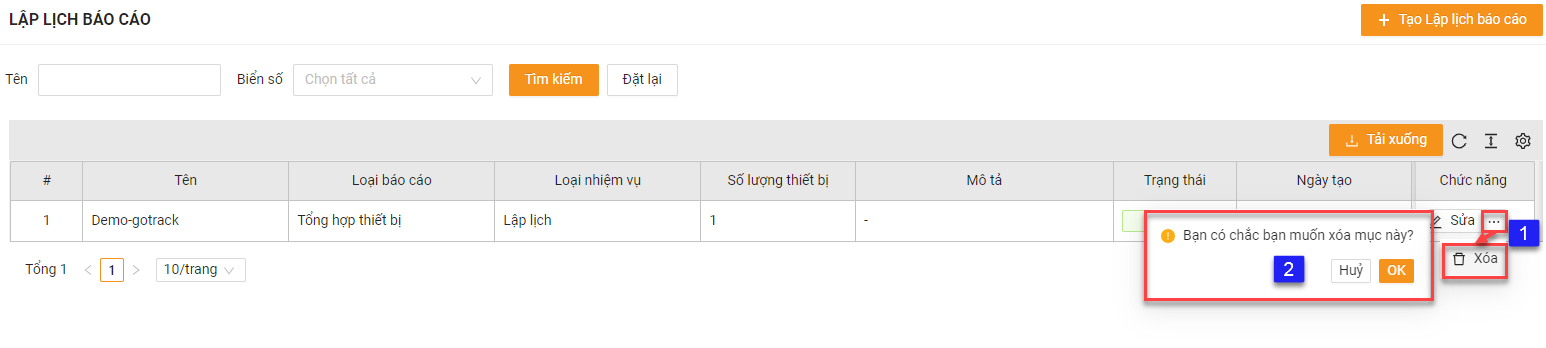 LẬP LỊCH BÁO CÁO
+ Tạo Lập lịch báo cáo
Tên Biển số Chọn tất cả Tìm kiếm Đặt lại
Tải xuống
# Tên Loại báo cáo Loại nhiệm vụ Số lượng thiết bị Mô tả Trạng thái Ngày tạo Chức năng
1 Demo-gotrack Tổng hợp thiết bị Lập lịch 1 - Sửa ...
1
Bạn có chắc bạn muốn xóa mục này?
Xóa
2 Huỷ OK
Tổng 1 < 1 > 10/trang